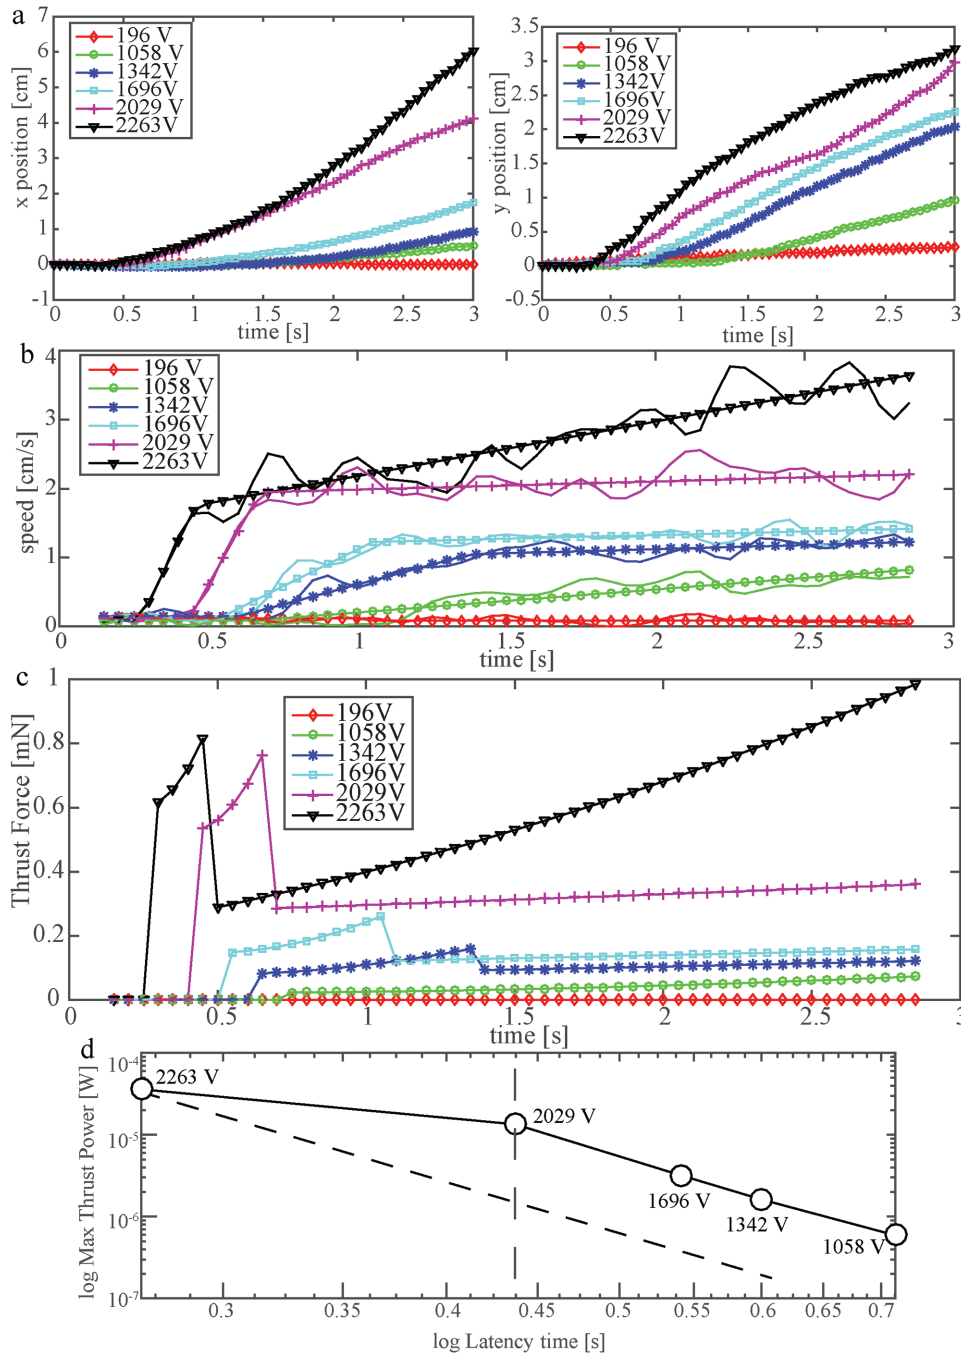 a
6
5
4
3
2
1
0
-1
x position [cm]
196 V
1058 V
1342V
1696V
2029 V
2263V
0 0.5 1 1.5 2 2.5 3
time [s]
3.5
3
2.5
2
1.5
1
0.5
0
-0.5
y position [cm]
196 V
1058 V
1342V
1696V
2029 V
2263V
0 0.5 1 1.5 2 2.5 3
time [s]
b
4
3
2
1
0
speed [cm/s]
196 V
1058 V
1342V
1696V
2029 V
2263V
0 0.5 1 1.5 2 2.5 3
time [s]
c
1
0.8
0.6
0.4
0.2
0
Thrust Force [mN]
196V
1058V
1342V
1696V
2029V
2263V
0 0.5 1 1.5 2 2.5 3
time [s]
d
10-4
10-5
10-6
10-7
log Max Thrust Power [W]
2263 V
2029 V
1696 V
1342 V
1058 V
0.3 0.35 0.4 0.45 0.5 0.55 0.6 0.65 0.7
log Latency time [s]